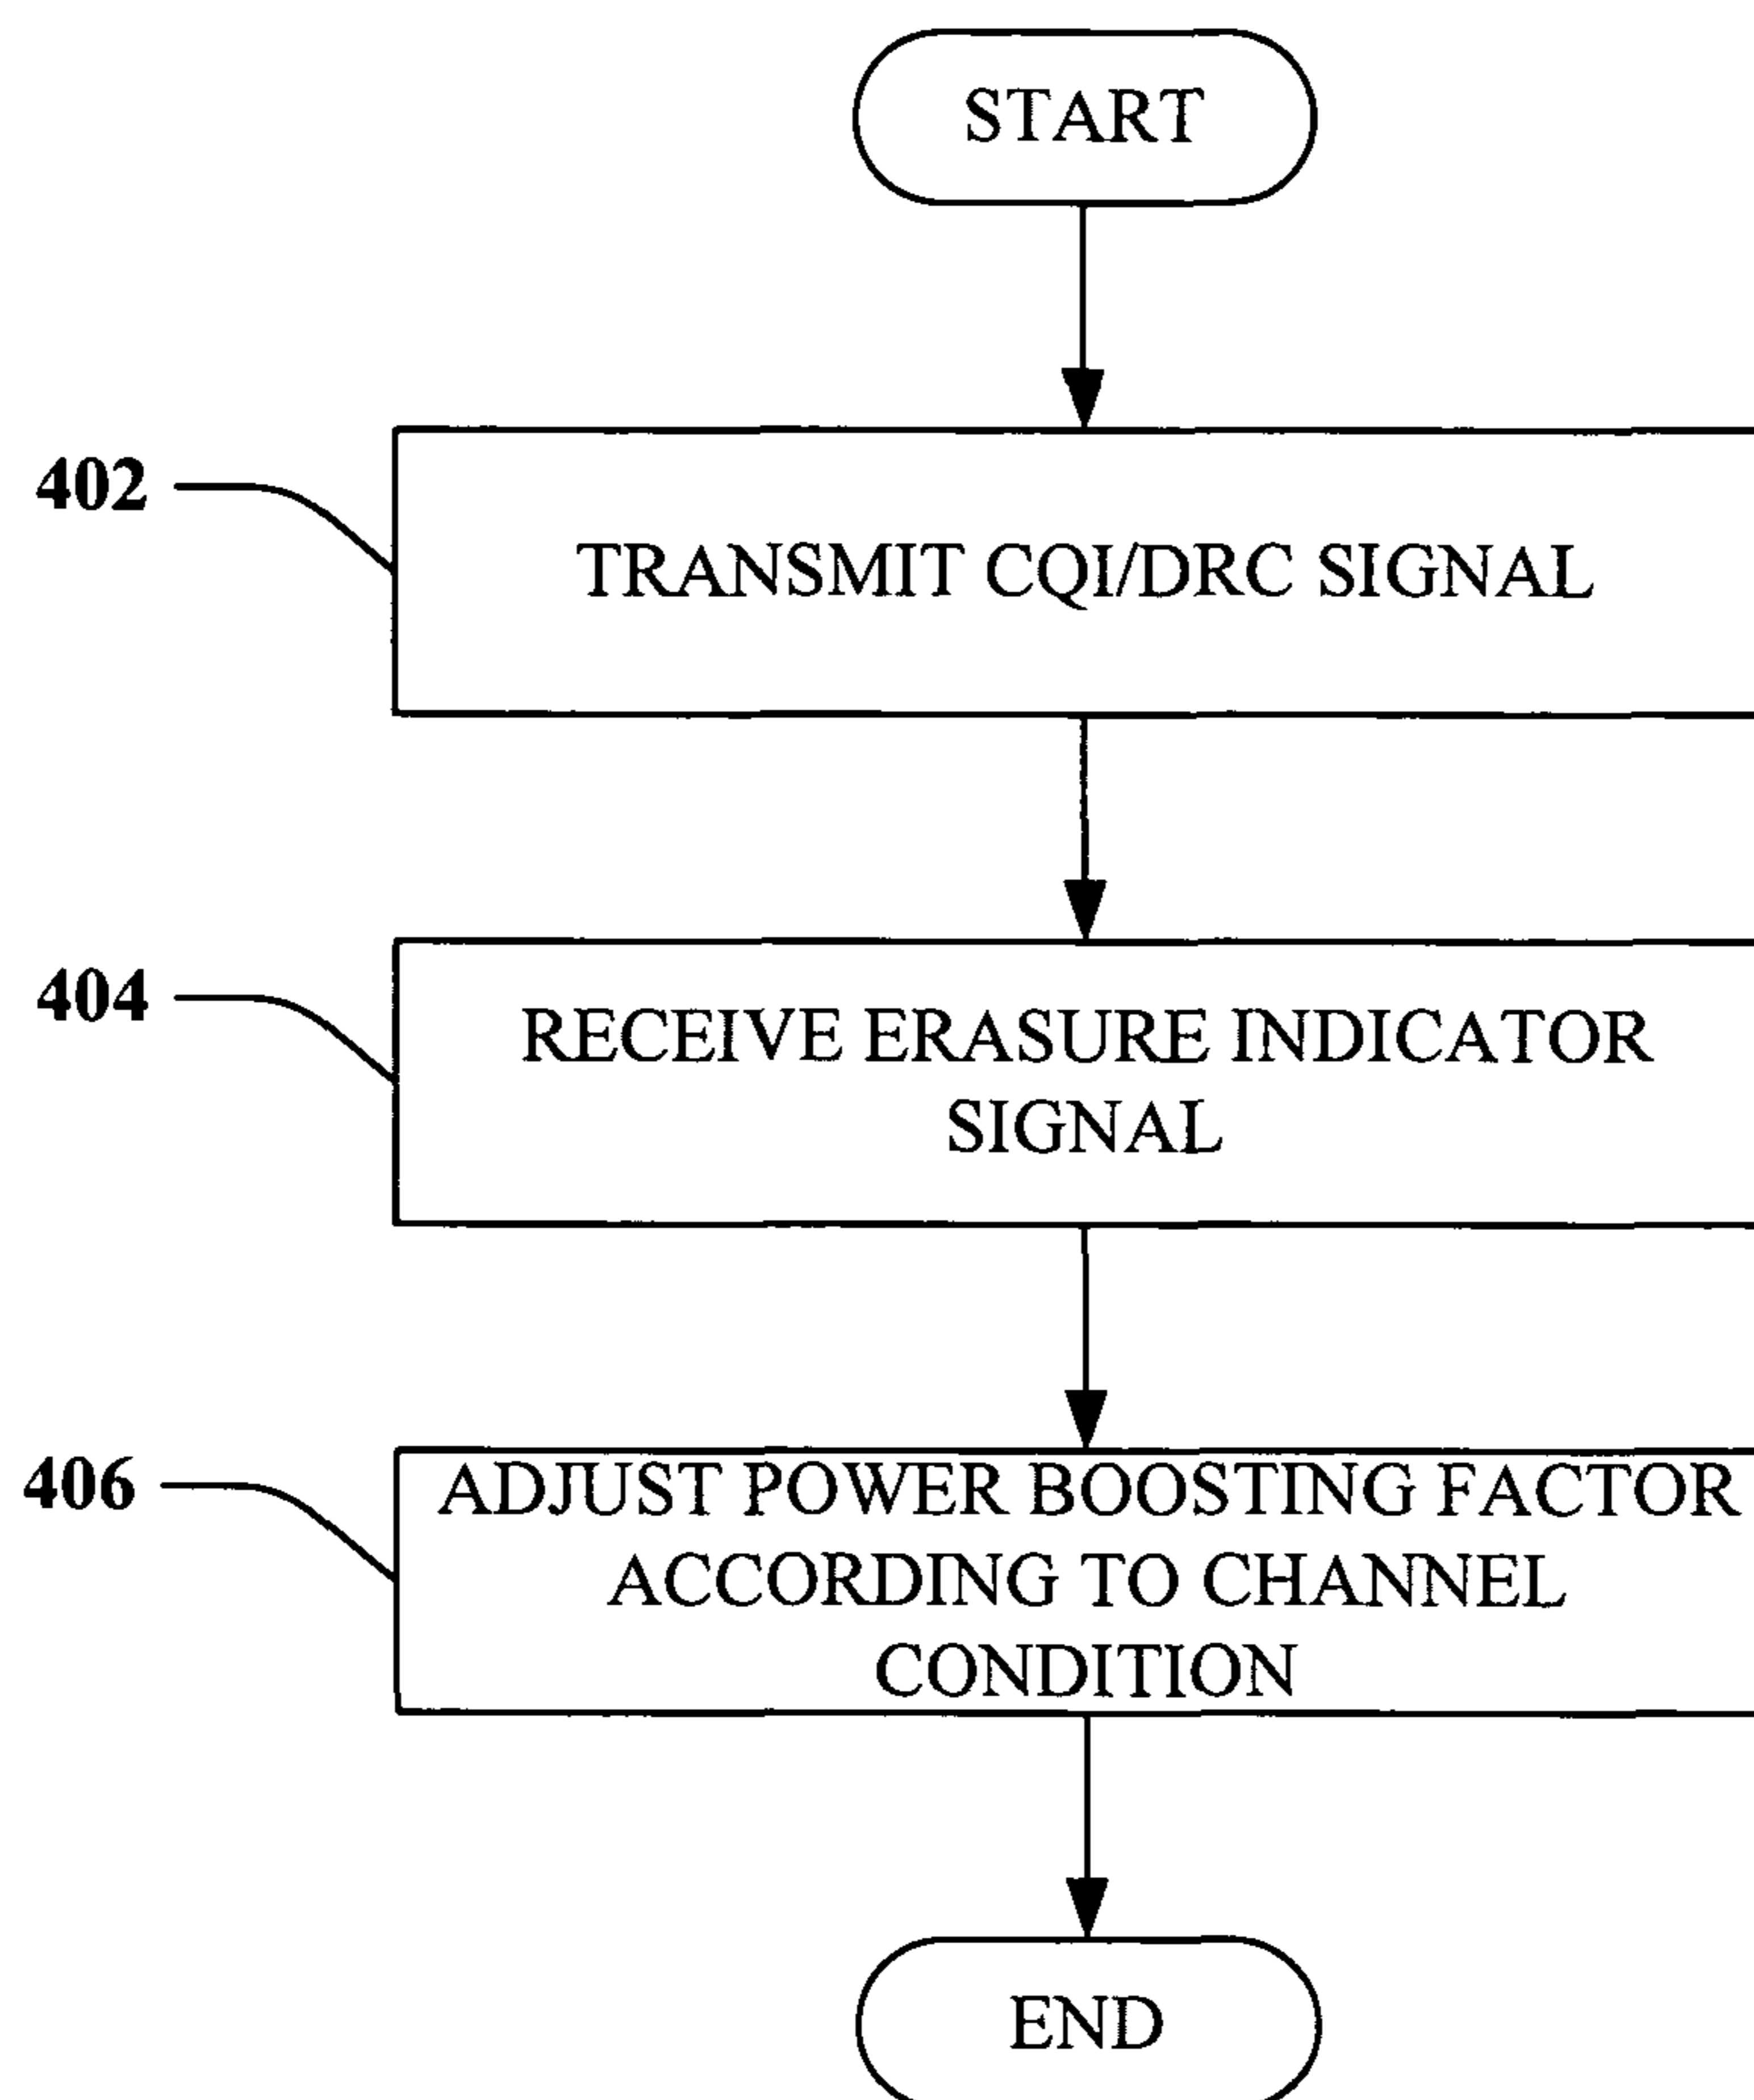 START
402
TRANSMIT CQI/DRC SIGNAL
404
RECEIVE ERASURE INDICATOR
SIGNAL
406
ADJUST POWER BOOSTING FACTOR
ACCORDING TO CHANNEL
CONDITION
END